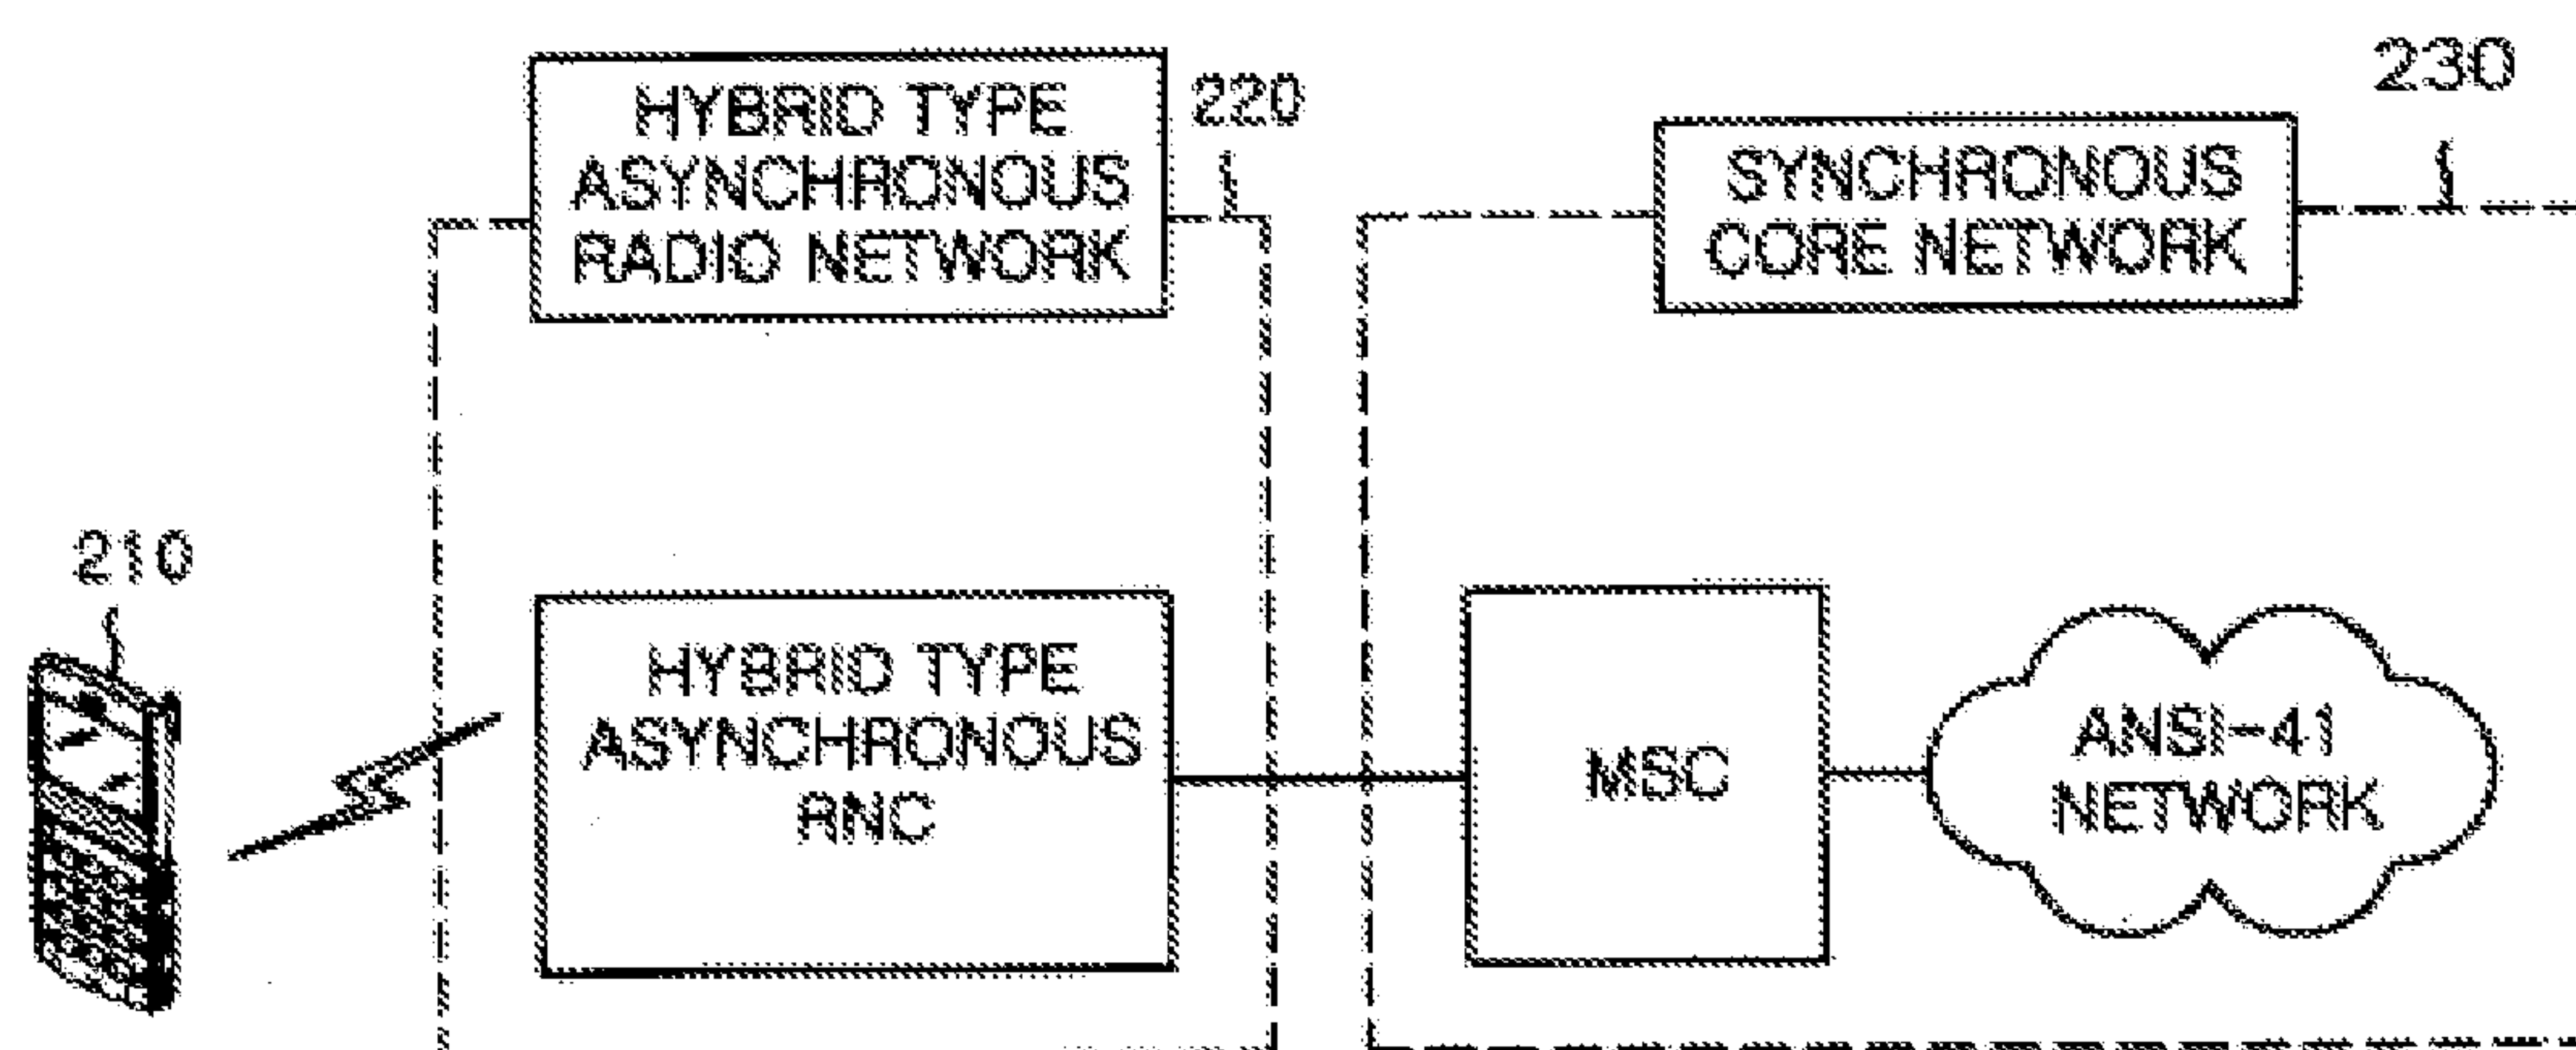 HYBRID TYPE
ASYNCHRONOUS
RADIO NETWORK
220
SYNCHRONOUS
CORE NETWORK
230
210
HYBRID TYPE
ASYNCHRONOUS
RNC
MSC
ANSI-41
NETWORK